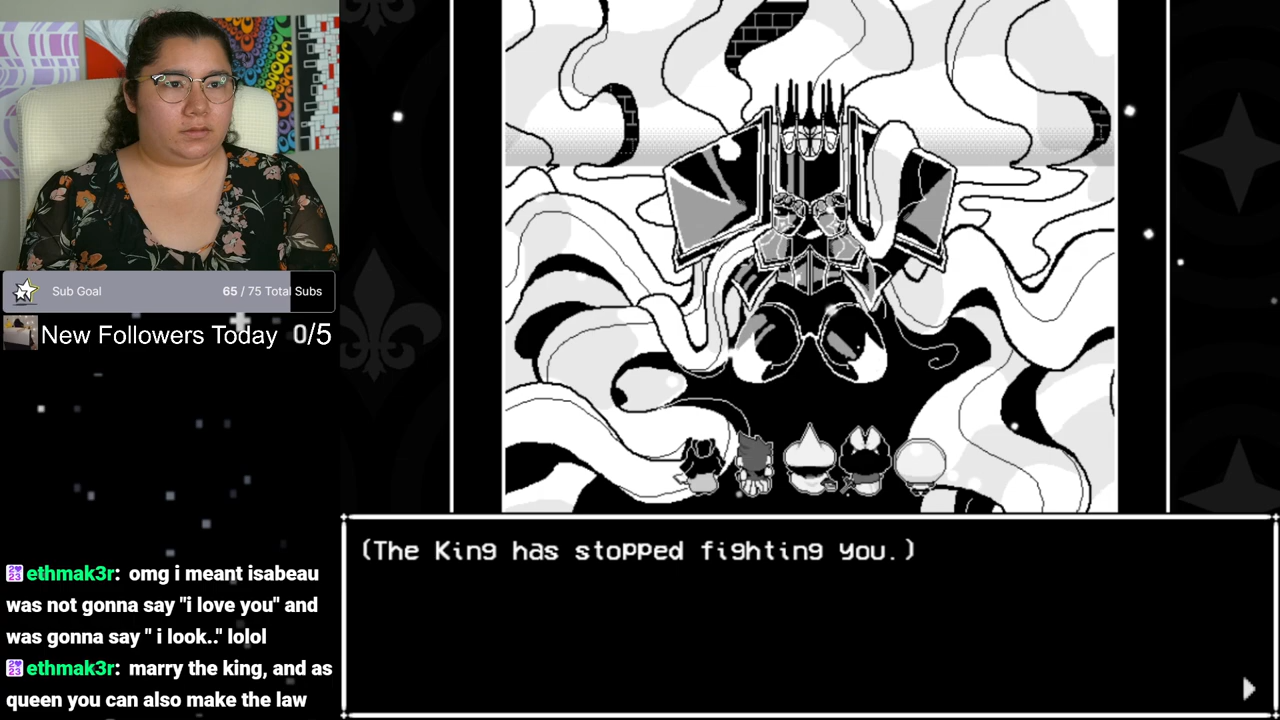 Sub Goal
65 / 75 Total Subs
New Followers Today 0/5
(The King has stopped fighting you.)
ethmak3r: omg i meant isabeau
was not gonna say "i love you" and
was gonna say " i look.." lolol
ethmak3r: marry the king, and as
queen you can also make the law